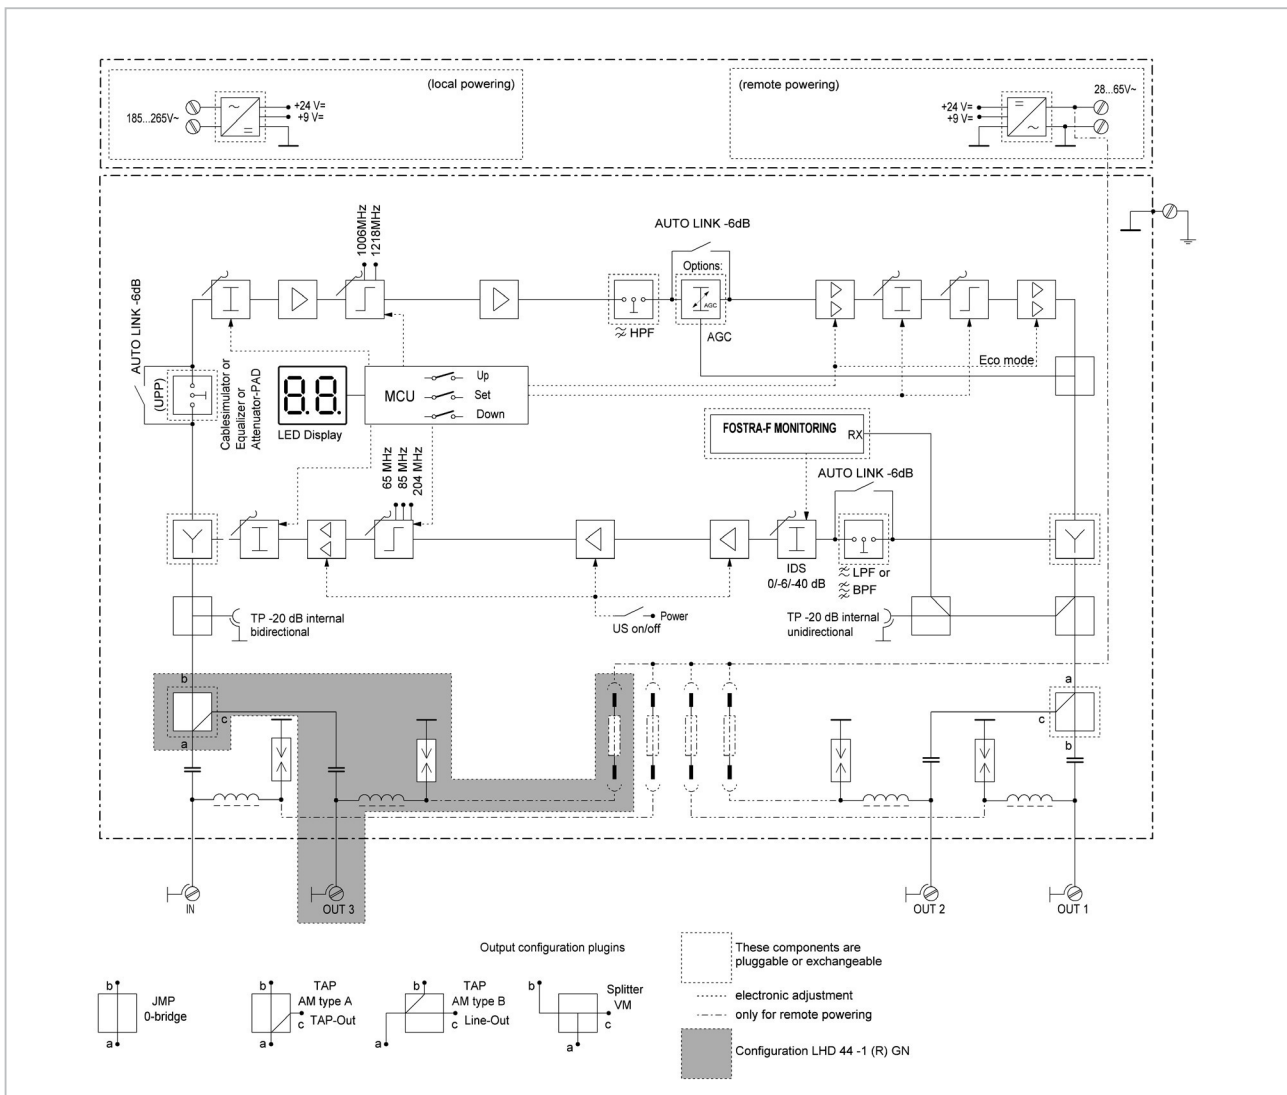 (local powering)
185...265V~
+24 V=
+9 V=
(remote powering)
28...65V~
+24 V=
+9 V=
AUTO LINK -6dB
(UPP)
Cablesimulator or
Equalizer or
Attenuator-PAD
1006MHz
1218MHz
HPF
AUTO LINK -6dB
Options:
AGC
AGC
Eco mode
LED Display
MCU
Up
Set
Down
FOSTRA-F MONITORING
RX
65 MHz
85 MHz
204 MHz
IDS
0/-6/-40 dB
AUTO LINK -6dB
LPF or
BPF
TP -20 dB internal
bidirectional
US on/off
Power
TP -20 dB internal
unidirectional
b
c
a
a
c
b
IN
OUT 3
OUT 2
OUT 1
Output configuration plugins
b
JMP
0-bridge
a
b
TAP
AM type A
c TAP-Out
a
b
TAP
AM type B
c Line-Out
a
b
Splitter
VM
c
a
These components are
pluggable or exchangeable
electronic adjustment
only for remote powering
Configuration LHD 44 -1 (R) GN